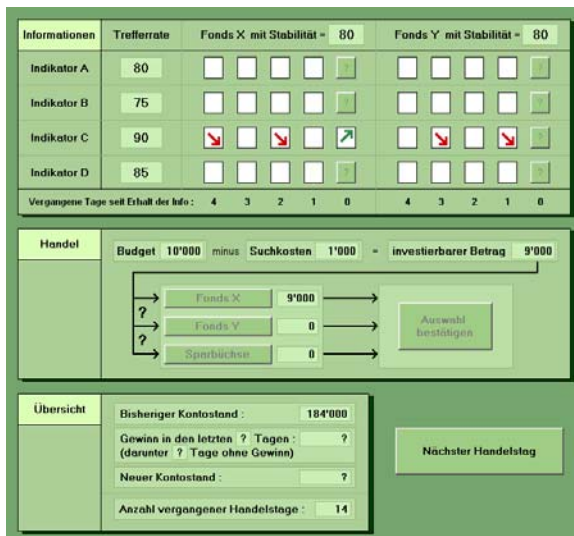 Informationen Trefferrate Fonds X mit Stabilität = 80 Fonds Y mit Stabilität = 80
Indikator A 80 ? ?
Indikator B 75 ? ?
Indikator C 90 ?
Indikator D 85 ? ?
Vergangene Tage seit Erhalt der Info : 4 3 2 1 0 4 3 2 1 0
Handel
Budget 10'000 minus Suchkosten 1'000 = investierbarer Betrag 9'000
Fonds X 9'000
?
Fonds Y 0
?
Sparbüchse 0
Auswahl
bestätigen
Übersicht
Bisheriger Kontostand : 184'000
Gewinn in den letzten ? Tagen : ?
(darunter ? Tage ohne Gewinn)
Neuer Kontostand : ?
Anzahl vergangener Handelstage : 14
Nächster Handelstag